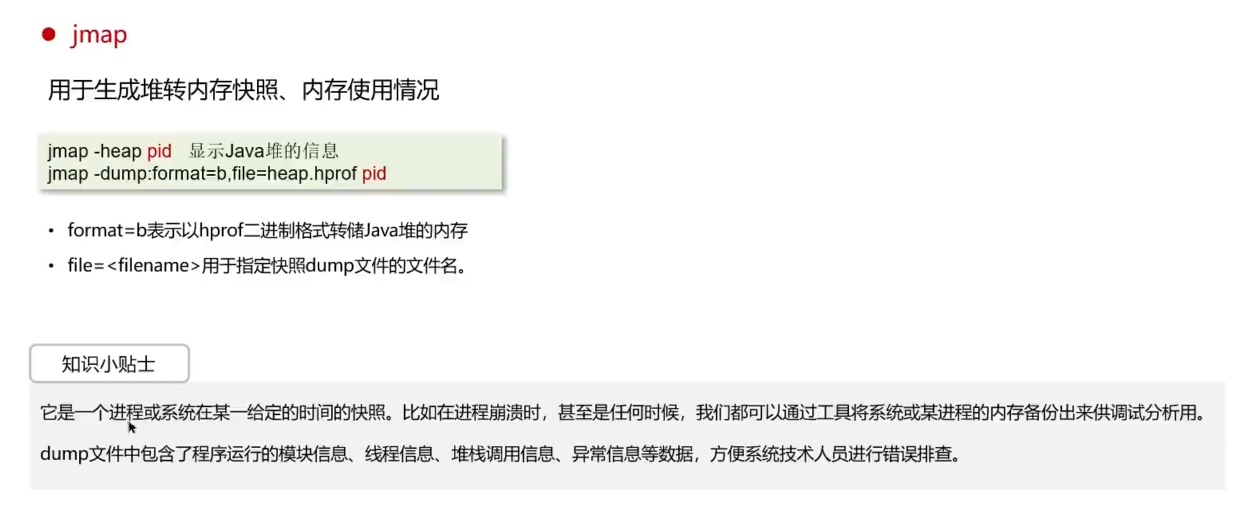 jmap
用于生成堆转内存快照、内存使用情况
jmap -heap pid 显示Java堆的信息
jmap -dump:format=b,file=heap.hprof pid
• format=b表示以hprof二进制格式转储Java堆的内存
• file=<filename>用于指定快照dump文件的文件名。
知识小贴士
它是一个进程或系统在某一给定的时间的快照。比如在进程崩溃时，甚至是任何时候，我们都可以通过工具将系统或某进程的内存备份出来供调试分析用。
dump文件中包含了程序运行的模块信息、线程信息、堆栈调用信息、异常信息等数据，方便系统技术人员进行错误排查。